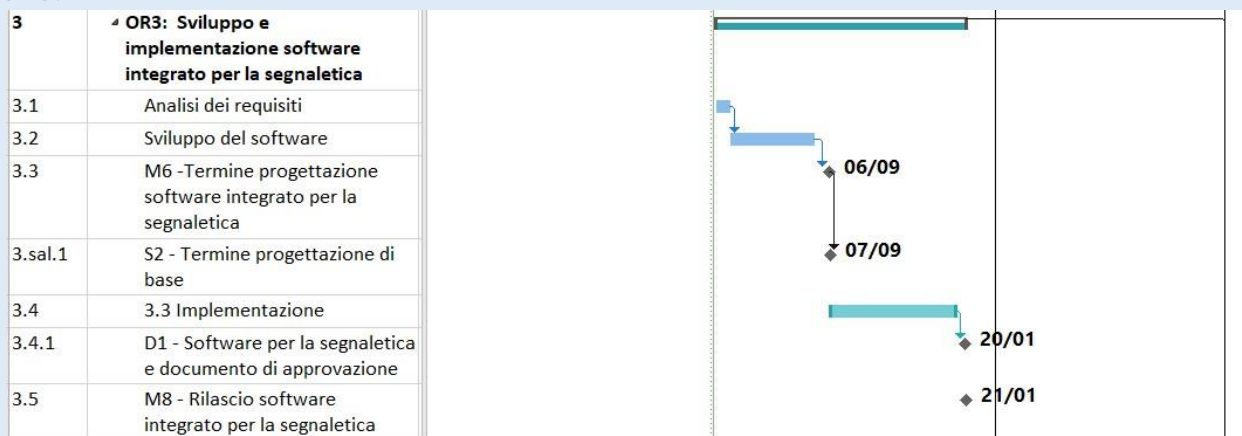 3 OR3: Sviluppo e
implementazione software
integrato per la segnaletica
3.1 Analisi dei requisiti
3.2 Sviluppo del software
3.3 M6 -Termine progettazione 06/09
software integrato per la
segnaletica
3.sal.1 S2 - Termine progettazione di 07/09
base
3.4 3.3 Implementazione
3.4.1 D1 - Software per la segnaletica 20/01
e documento di approvazione
3.5 M8 - Rilascio software 21/01
integrato per la segnaletica